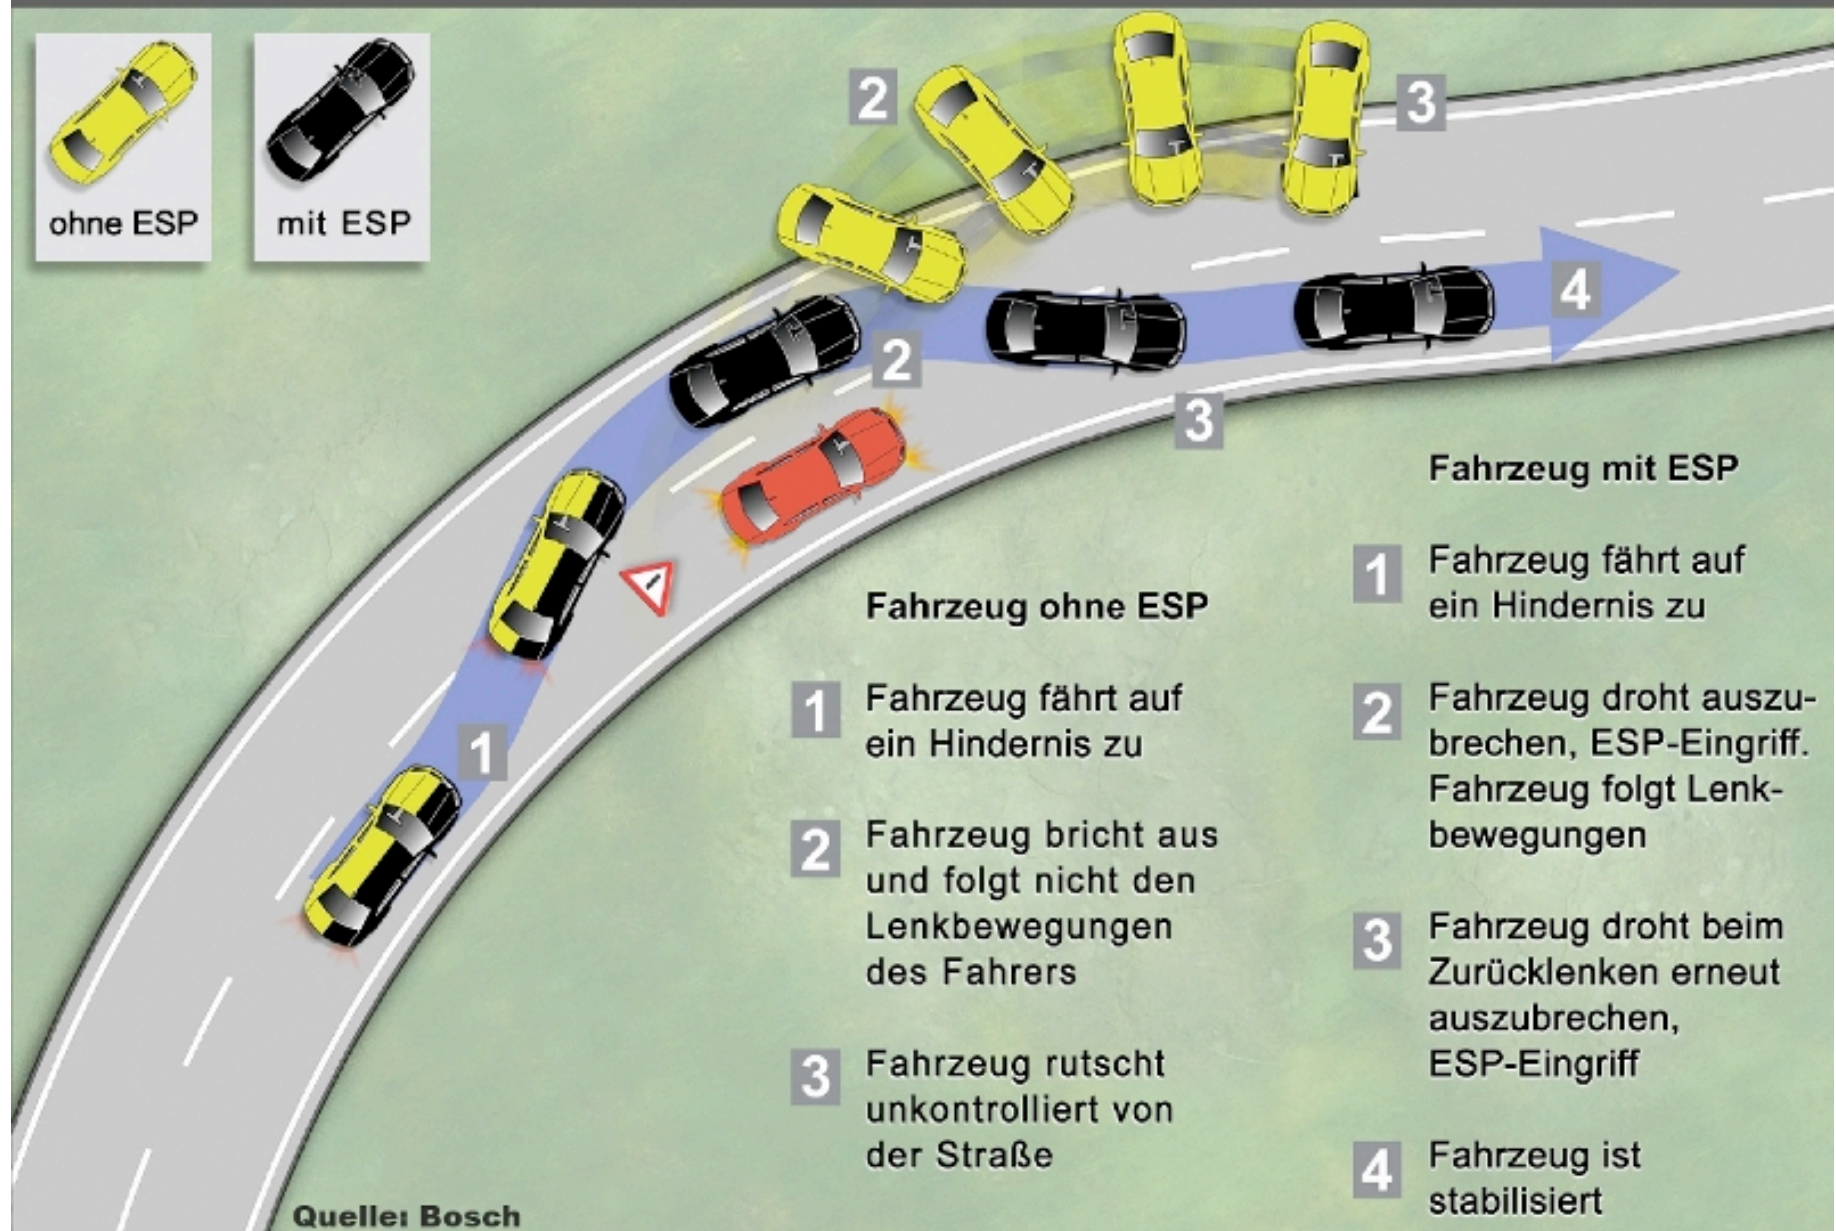 ohne ESP
mit ESP
2
3
4
2
3
1
Fahrzeug ohne ESP
1 Fahrzeug fährt auf
ein Hindernis zu
2 Fahrzeug bricht aus
und folgt nicht den
Lenkbewegungen
des Fahrers
3 Fahrzeug rutscht
unkontrolliert von
der Straße
Fahrzeug mit ESP
1 Fahrzeug fährt auf
ein Hindernis zu
2 Fahrzeug droht auszu-
brechen, ESP-Eingriff.
Fahrzeug folgt Lenk-
bewegungen
3 Fahrzeug droht beim
Zurücklenken erneut
auszubrechen,
ESP-Eingriff
4 Fahrzeug ist
stabilisiert
Quelle: Bosch